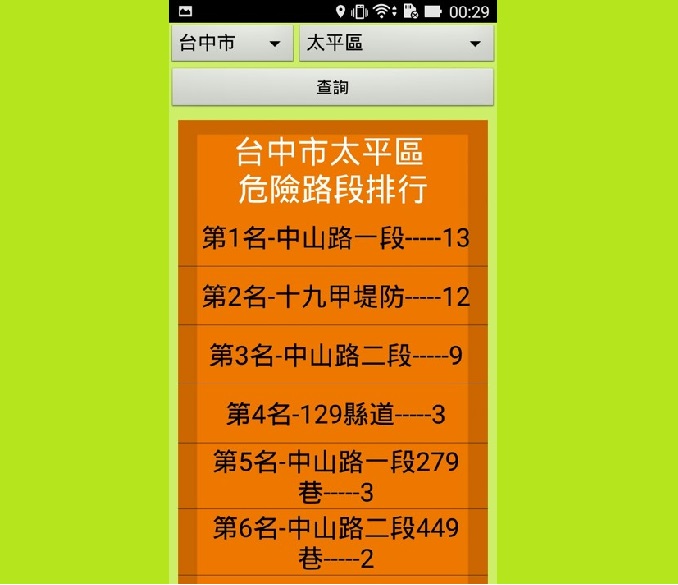 00:29
台中市
太平區
查詢
台中市太平區
危險路段排行
第1名-中山路一段-----13
第2名-十九甲堤防-----12
第3名-中山路二段-----9
第4名-129縣道-----3
第5名-中山路一段279
巷-----3
第6名-中山路二段449
巷-----2